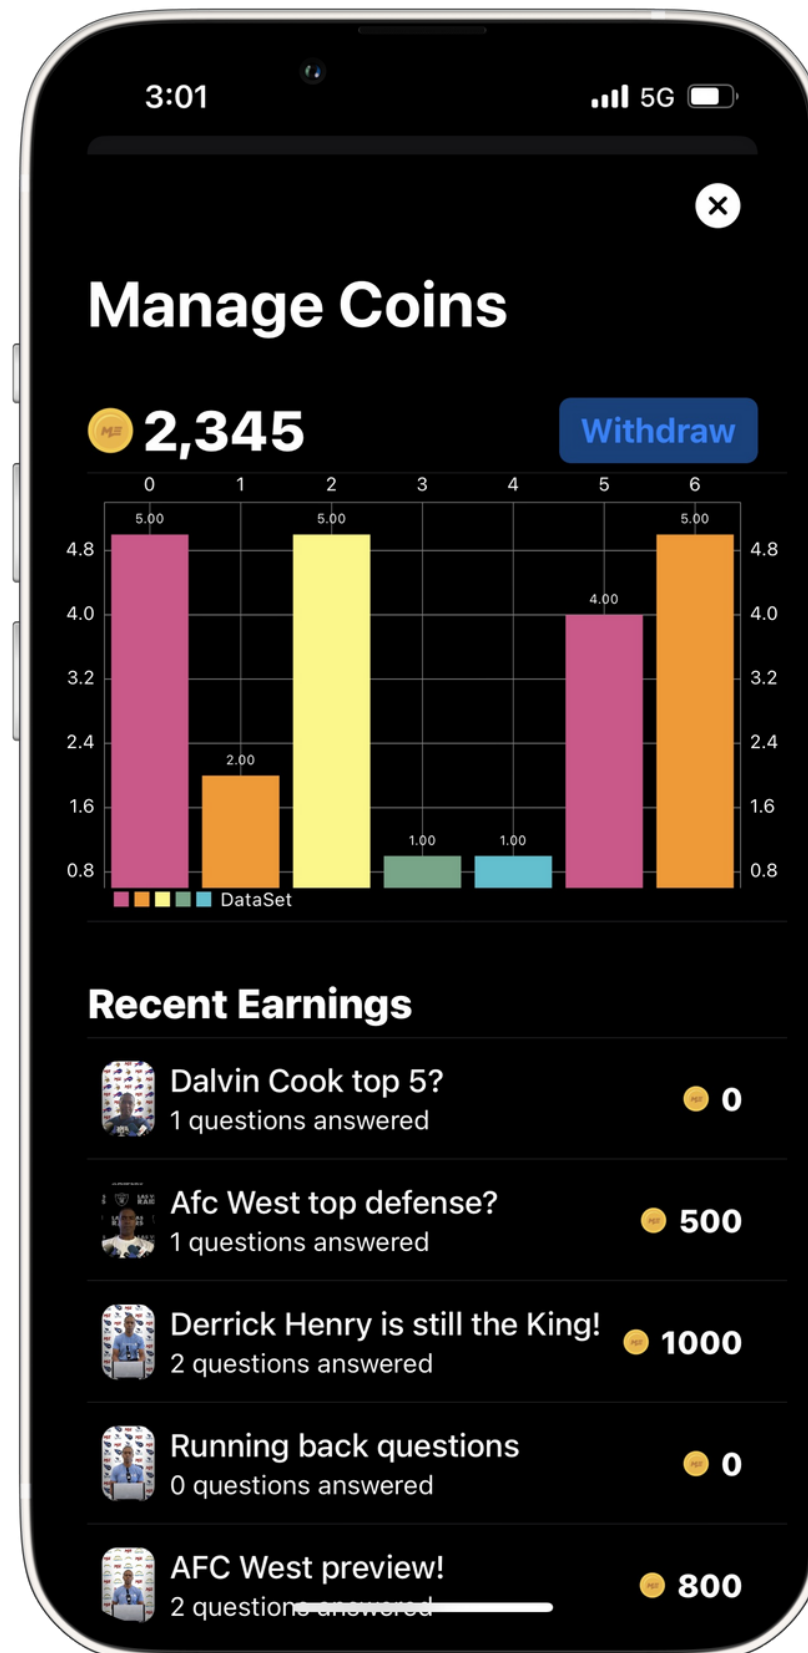 3:01
5G
Manage Coins
2,345
Withdraw
0 1 2 3 4 5 6
5.00 2.00 5.00 1.00 1.00 4.00 5.00
4.8 4.8
4.0 4.0
3.2 3.2
2.4 2.4
1.6 1.6
0.8 0.8
DataSet
Recent Earnings
Dalvin Cook top 5?
1 questions answered
0
Afc West top defense?
1 questions answered
500
Derrick Henry is still the King!
2 questions answered
1000
Running back questions
0 questions answered
0
AFC West preview!
2 questions answered
800